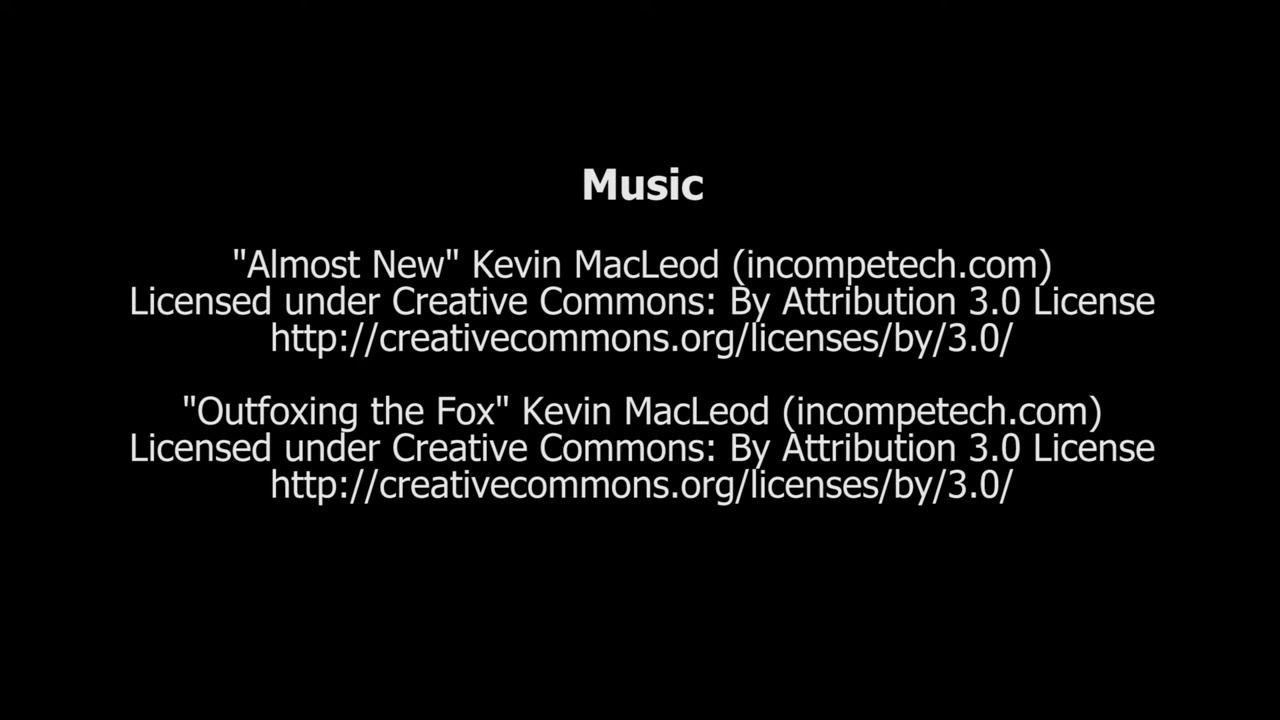 Music
"Almost New" Kevin MacLeod (incompetech.com)
Licensed under Creative Commons: By Attribution 3.0 License
http://creativecommons.org/licenses/by/3.0/
"Outfoxing the Fox" Kevin MacLeod (incompetech.com)
Licensed under Creative Commons: By Attribution 3.0 License
http://creativecommons.org/licenses/by/3.0/